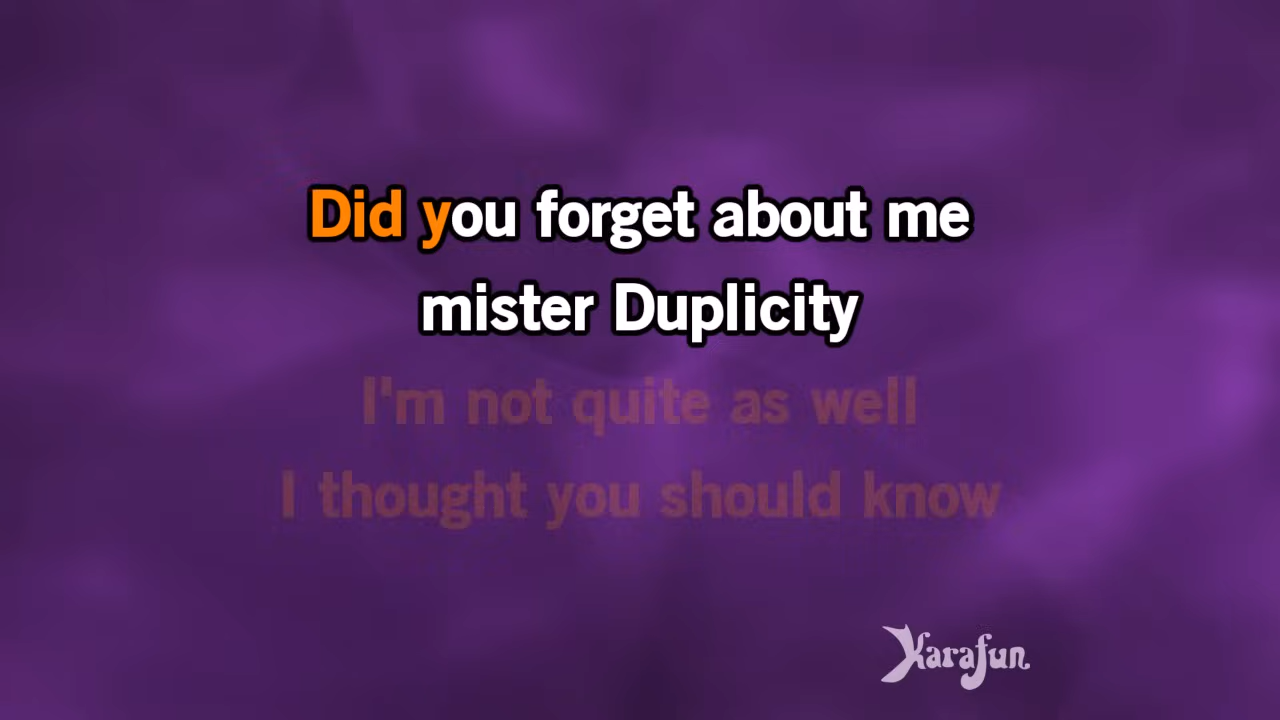 Did you forget about me
mister Duplicity
I'm not quite as well
I thought you should know
Karafun